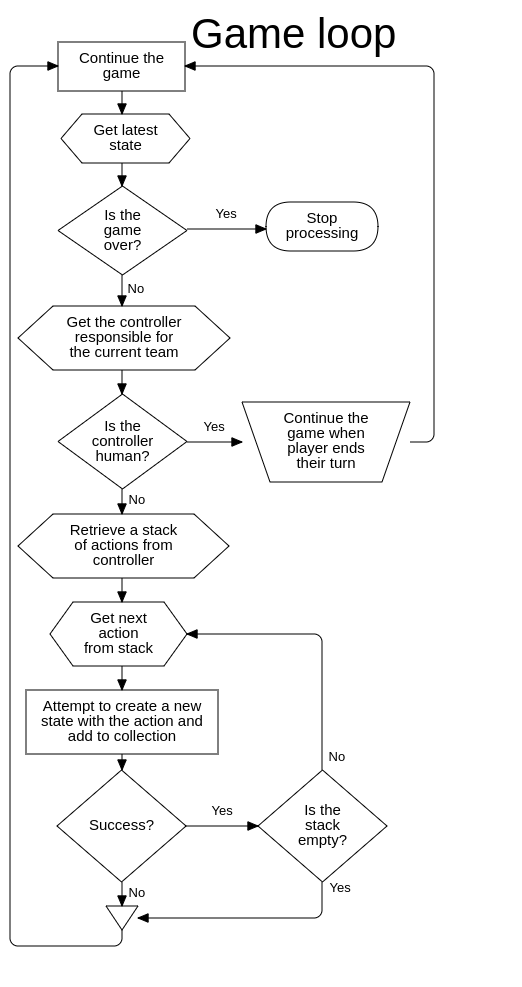 Game loop
Continue the
game
Get latest
state
Is the
game
over?
Yes
Stop
processing
No
Get the controller
responsible for
the current team
Is the
controller
human?
Yes
Continue the
game when
player ends
their turn
No
Retrieve a stack
of actions from
controller
Get next
action
from stack
Attempt to create a new
state with the action and
add to collection
No
Success?
Yes
Is the
stack
empty?
No
Yes